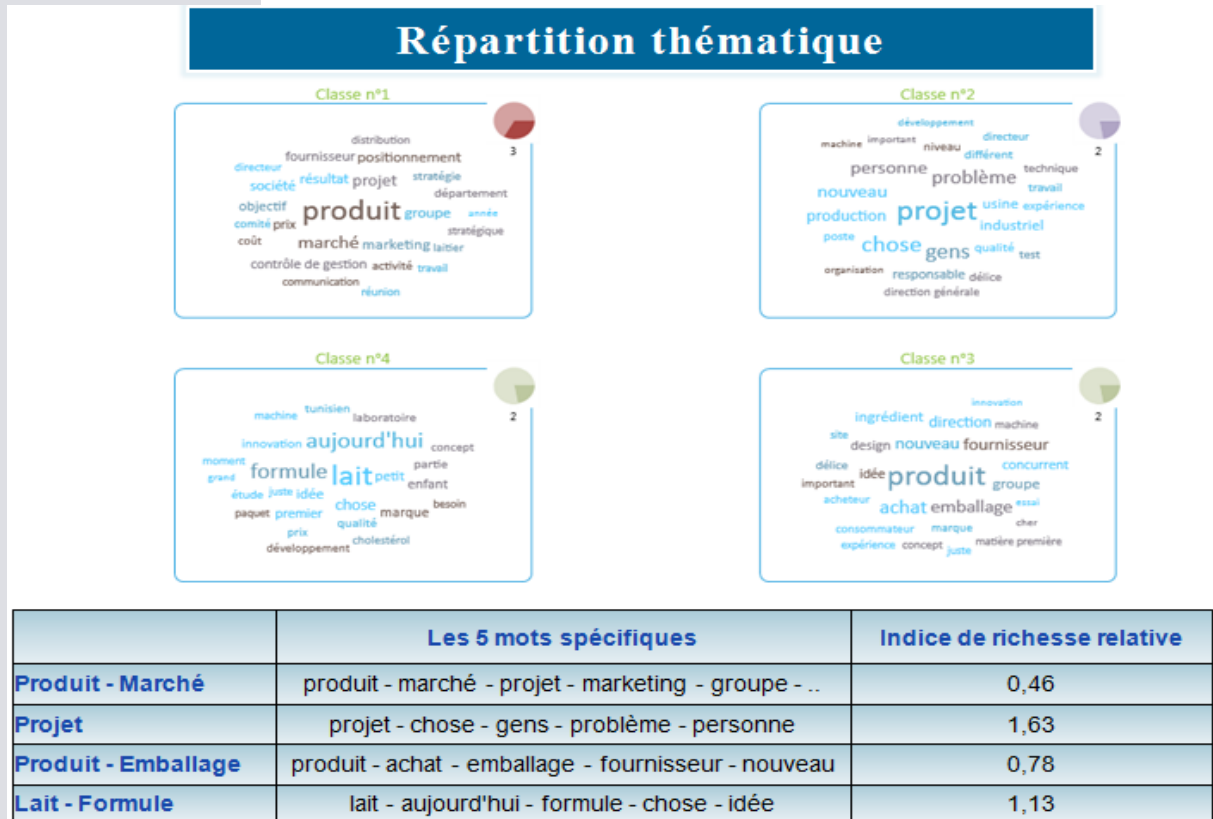 Répartition thématique
Classe n°1
distribution
fournisseur positionnement
directeur
société résultat projet stratégie
département
objectif produit groupe année
comité prix stratégique
coût marché marketing laitier
contrôle de gestion activité travail
communication
réunion
3
Classe n°2
développement
machine important niveau directeur
différent
personne problème technique
nouveau travail
production projet usine expérience
industriel
poste chose gens qualité test
organisation responsable délice
direction générale
2
Classe n°4
machine tunisien laboratoire
innovation aujourd'hui concept
moment formule lait petit partie
grand enfant
étude juste idée
chose besoin
paquet premier marque
qualité
prix
développement cholestérol
2
Classe n°3
innovation
ingrédient direction machine
site
design nouveau fournisseur
délice idée produit concurrent
important groupe
acheteur achat emballage essai
cher
consommateur marque
expérience concept juste matière première
2
Les 5 mots spécifiques Indice de richesse relative
Produit - Marché produit - marché - projet - marketing - groupe - .. 0,46
Projet projet - chose - gens - problème - personne 1,63
Produit - Emballage produit - achat - emballage - fournisseur - nouveau 0,78
Lait - Formule lait - aujourd'hui - formule - chose - idée 1,13